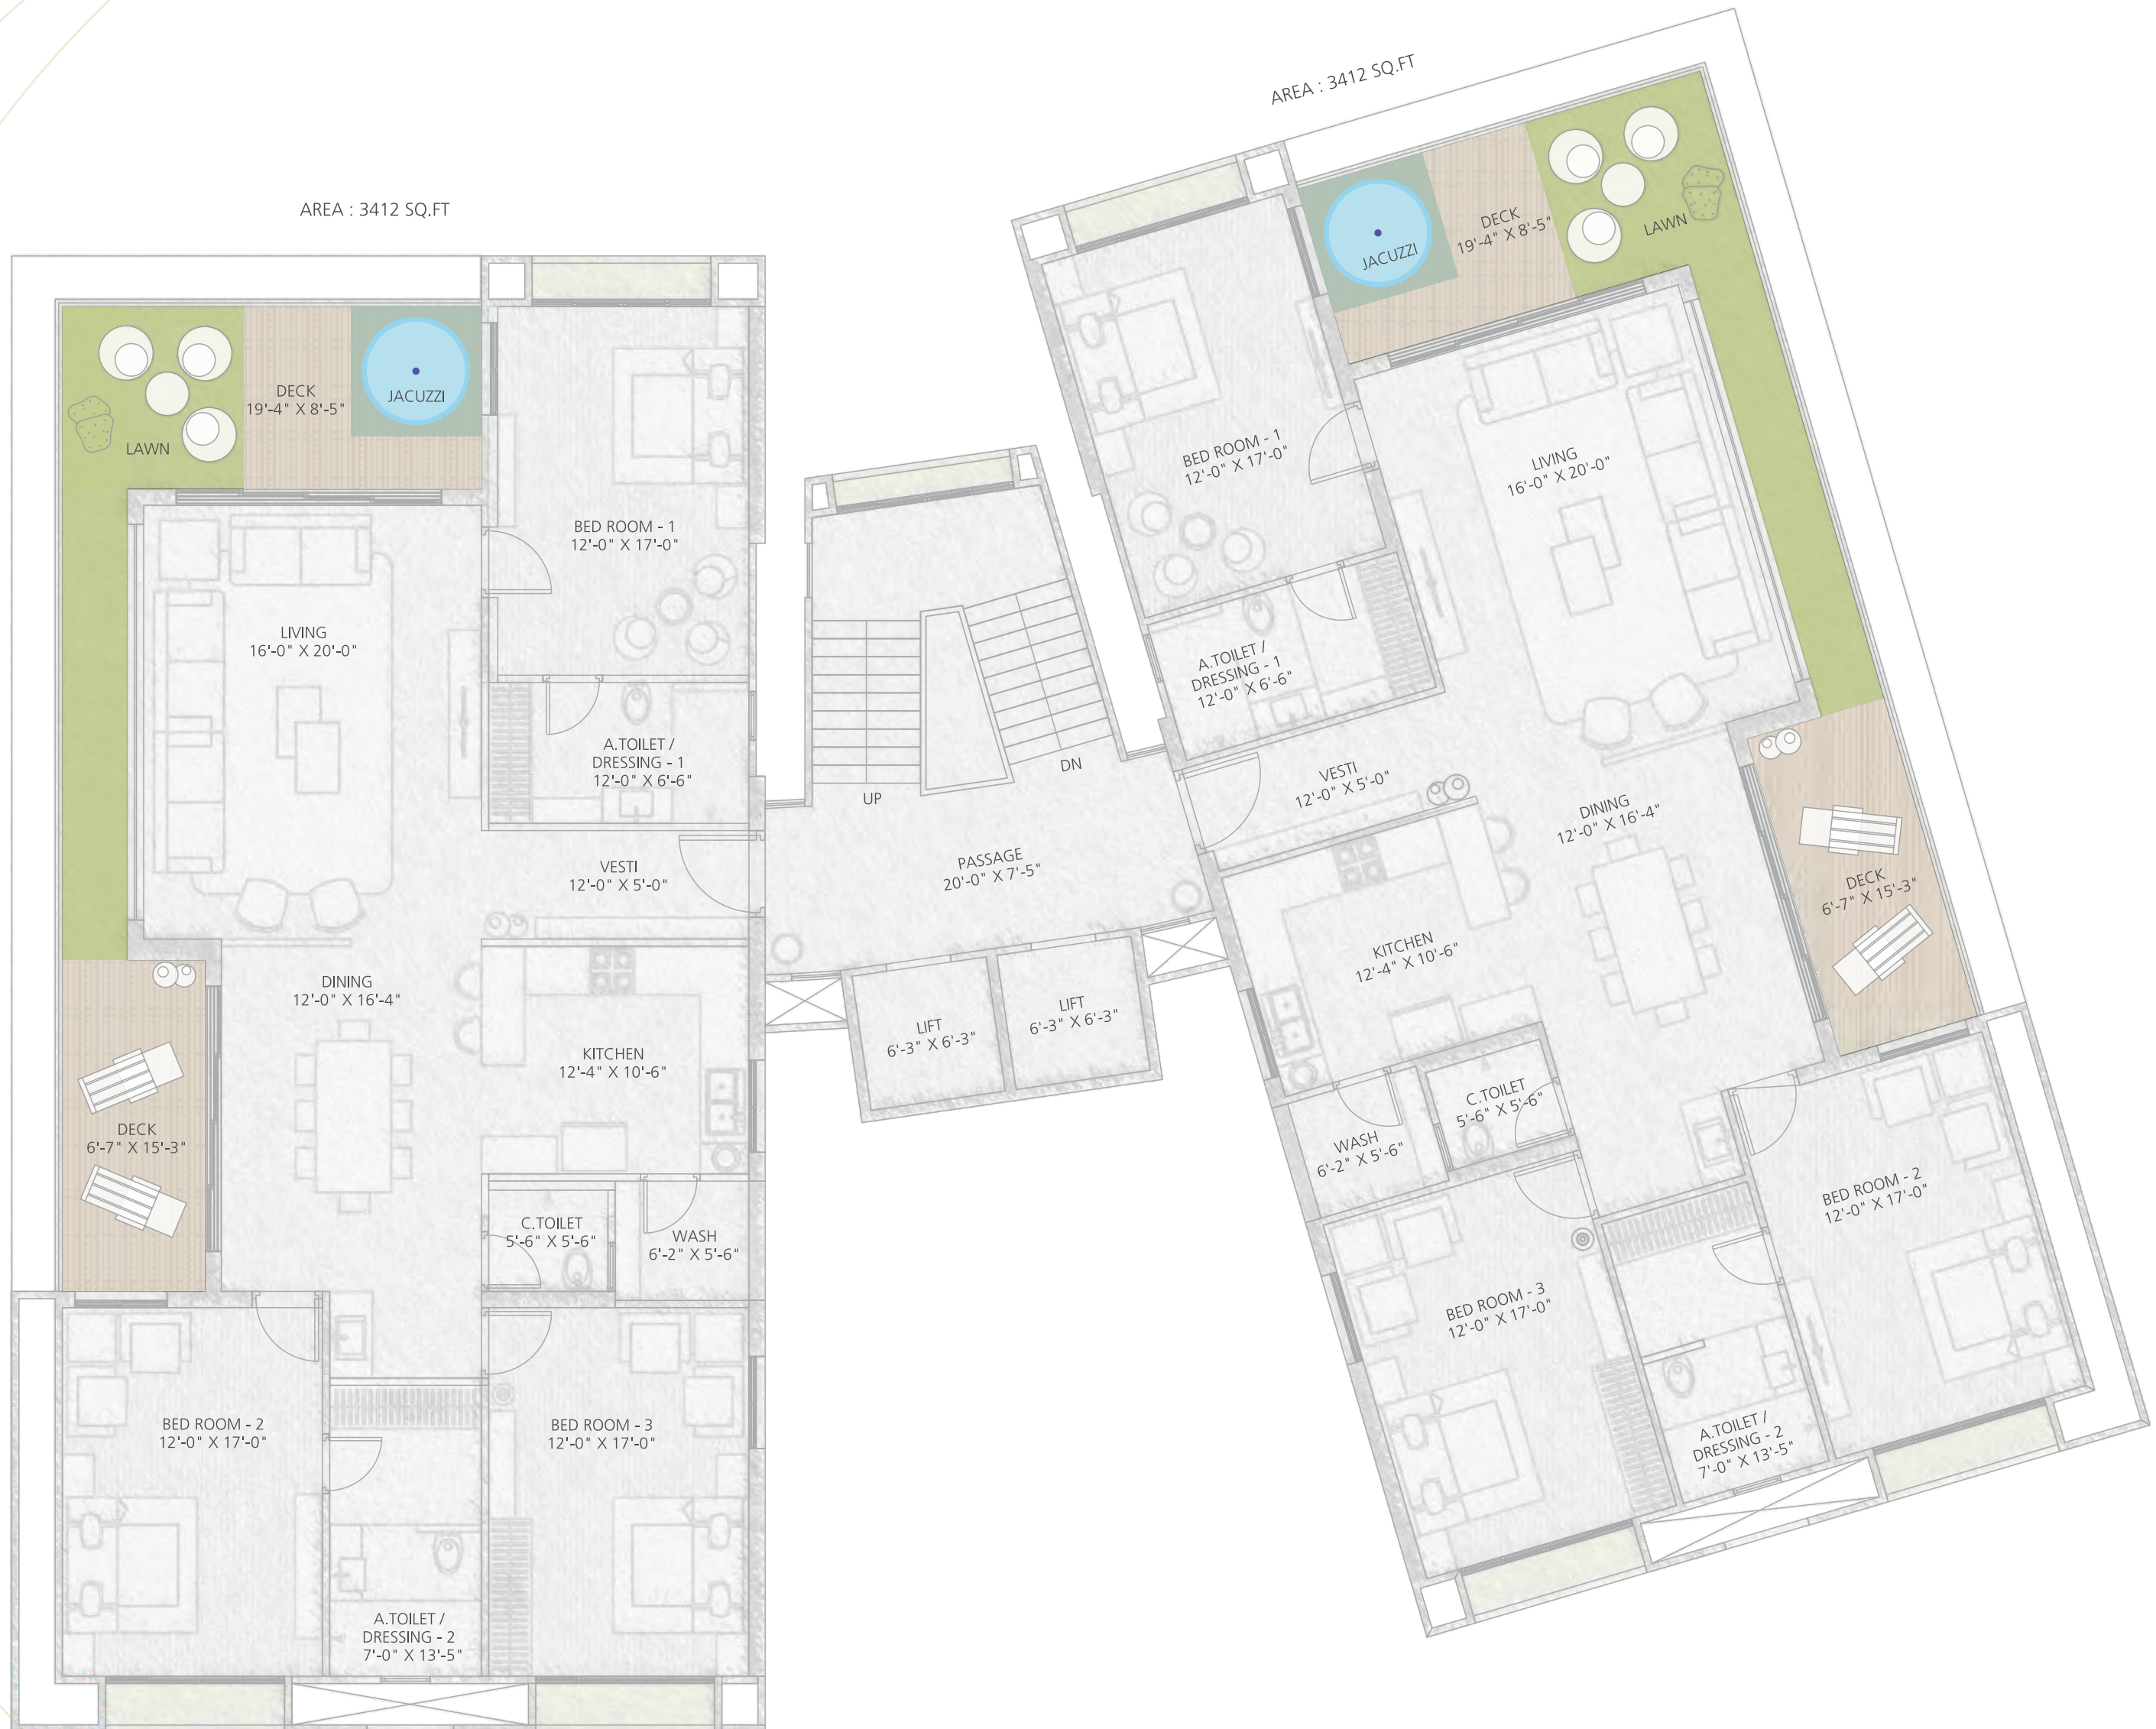 AREA : 3412 SQ.FT
DECK
19'-4" X 8'-5"
JACUZZI
LAWN
BED ROOM - 1
12'-0" X 17'-0"
LIVING
16'-0" X 20'-0"
A.TOILET /
DRESSING - 1
12'-0" X 6'-6"
VESTI
12'-0" X 5'-0"
DINING
12'-0" X 16'-4"
KITCHEN
12'-4" X 10'-6"
DECK
6'-7" X 15'-3"
C.TOILET
5'-6" X 5'-6"
WASH
6'-2" X 5'-6"
BED ROOM - 2
12'-0" X 17'-0"
BED ROOM - 3
12'-0" X 17'-0"
A.TOILET /
DRESSING - 2
7'-0" X 13'-5"
UP
DN
PASSAGE
20'-0" X 7'-5"
LIFT
6'-3" X 6'-3"
LIFT
6'-3" X 6'-3"
AREA : 3412 SQ.FT
JACUZZI
DECK
19'-4" X 8'-5"
LAWN
BED ROOM - 1
12'-0" X 17'-0"
LIVING
16'-0" X 20'-0"
A.TOILET /
DRESSING - 1
12'-0" X 6'-6"
VESTI
12'-0" X 5'-0"
DINING
12'-0" X 16'-4"
DECK
6'-7" X 15'-3"
KITCHEN
12'-4" X 10'-6"
C.TOILET
5'-6" X 5'-6"
WASH
6'-2" X 5'-6"
BED ROOM - 2
12'-0" X 17'-0"
BED ROOM - 3
12'-0" X 17'-0"
A.TOILET /
DRESSING - 2
7'-0" X 13'-5"